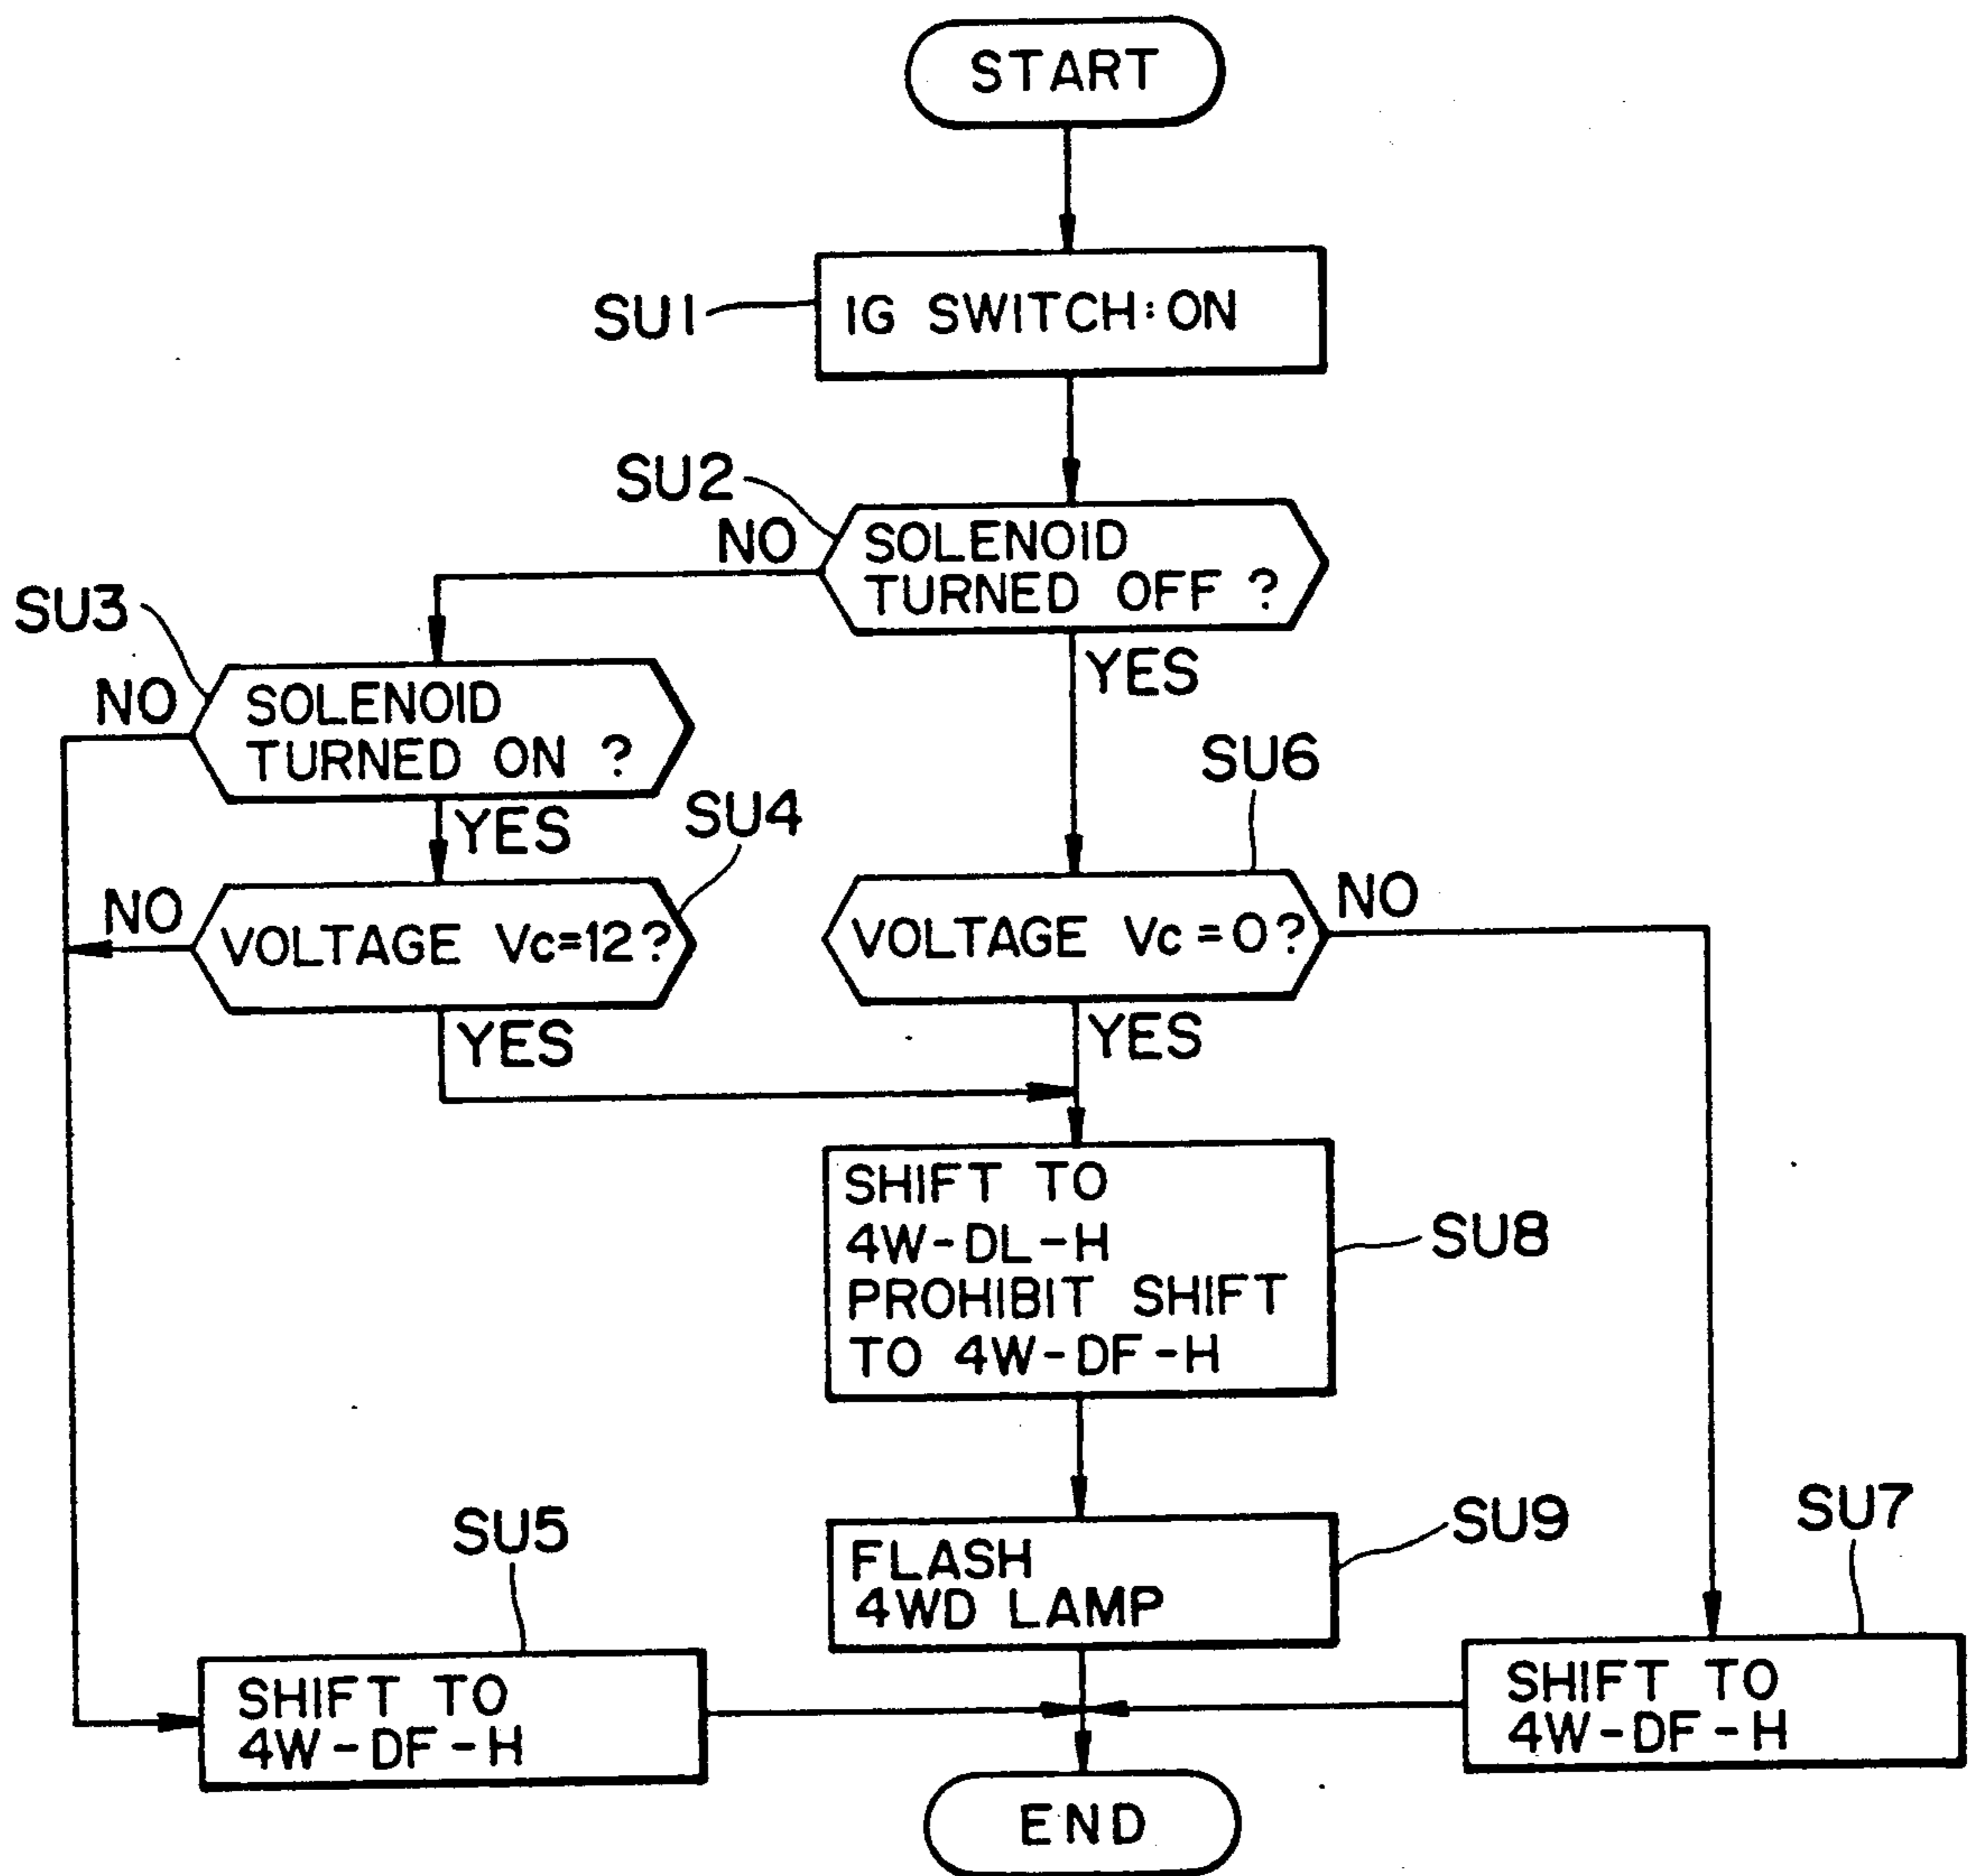 START
SU1
IG SWITCH:ON
SU2
NO
SOLENOID
TURNED OFF ?
YES
SU3
NO
SOLENOID
TURNED ON ?
YES
SU4
SU6
NO
VOLTAGE Vc=12?
YES
VOLTAGE Vc=0?
NO
YES
SHIFT TO
4W-DL-H
PROHIBIT SHIFT
TO 4W-DF-H
SU8
FLASH
4WD LAMP
SU9
SU5
SHIFT TO
4W-DF-H
SU7
SHIFT TO
4W-DF-H
END